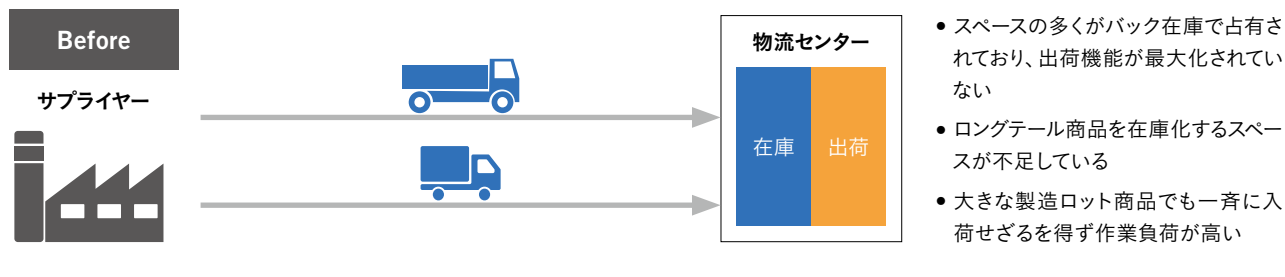 Before
サプライヤー
物流センター
在庫
出荷
● スペースの多くがバック在庫で占有さ
れており、出荷機能が最大化されてい
ない
● ロングテール商品を在庫化するスペー
スが不足している
● 大きな製造ロット商品でも一斉に入
荷せざるを得ず作業負荷が高い